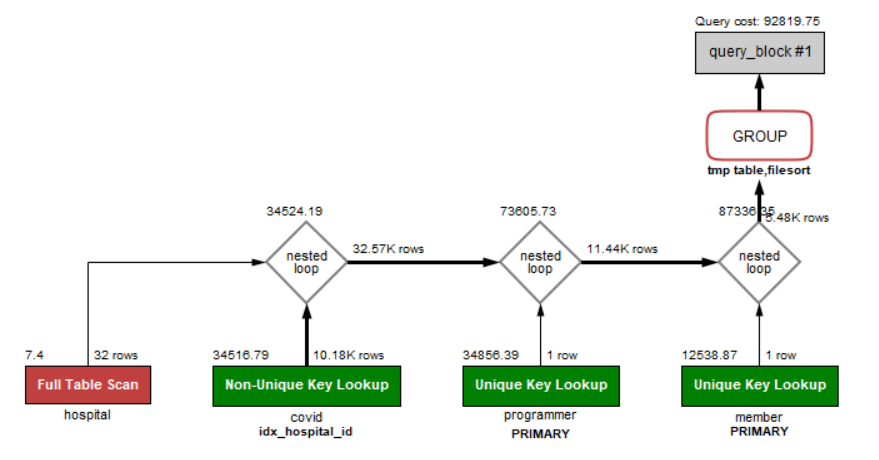 Query cost: 92819.75
query_block #1
GROUP
tmp table,filesort
34524.19
73605.73
87336.35
5.48K rows
nested
loop
32.57K rows
nested
loop
11.44K rows
nested
loop
7.4
32 rows
34516.79
10.18K rows
34856.39
1 row
12538.87
1 row
Full Table Scan
Non-Unique Key Lookup
Unique Key Lookup
Unique Key Lookup
hospital
covid
idx_hospital_id
programmer
PRIMARY
member
PRIMARY